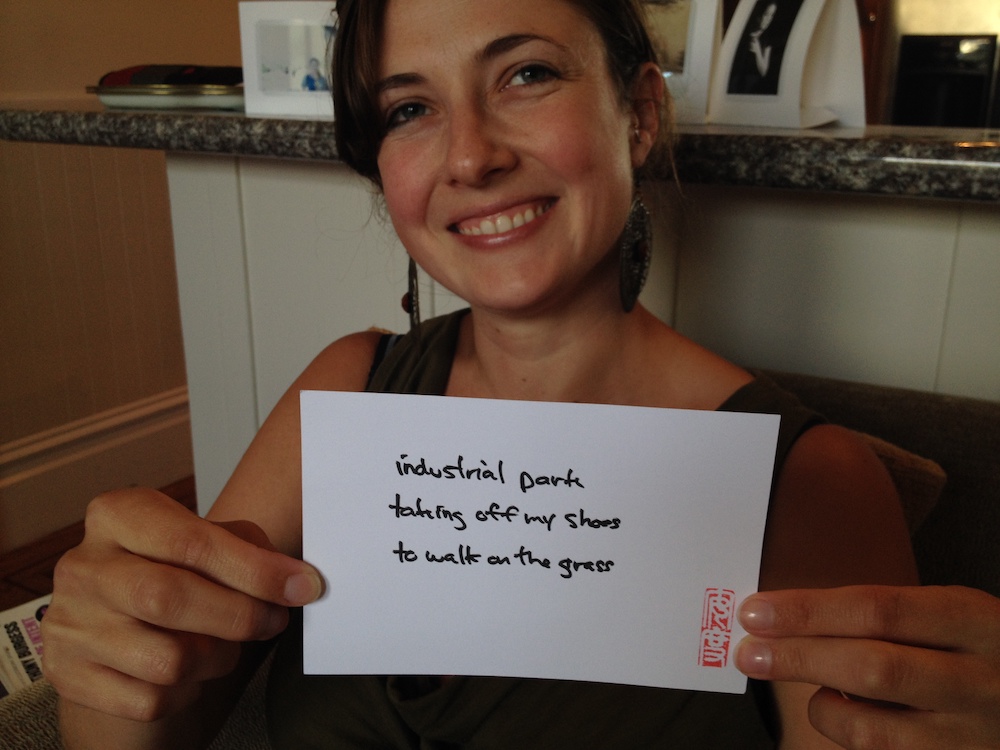 industrial park
taking off my shoes
to walk on the grass